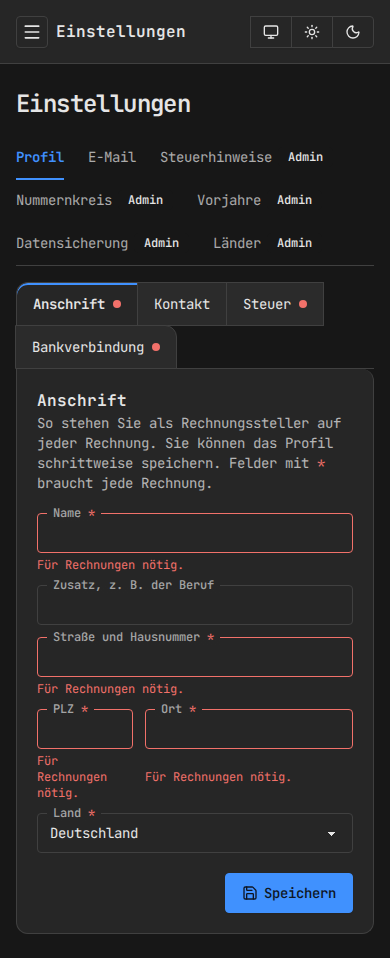 Einstellungen
Einstellungen
Profil E-Mail Steuerhinweise Admin
Nummernkreis Admin Vorjahre Admin
Datensicherung Admin Länder Admin
Anschrift Kontakt Steuer
Bankverbindung
Anschrift
So stehen Sie als Rechnungssteller auf
jeder Rechnung. Sie können das Profil
schrittweise speichern. Felder mit *
braucht jede Rechnung.
Name *
Für Rechnungen nötig.
Zusatz, z. B. der Beruf
Straße und Hausnummer *
Für Rechnungen nötig.
PLZ * Ort *
Für
Rechnungen
nötig.
Für Rechnungen nötig.
Land *
Deutschland
Speichern